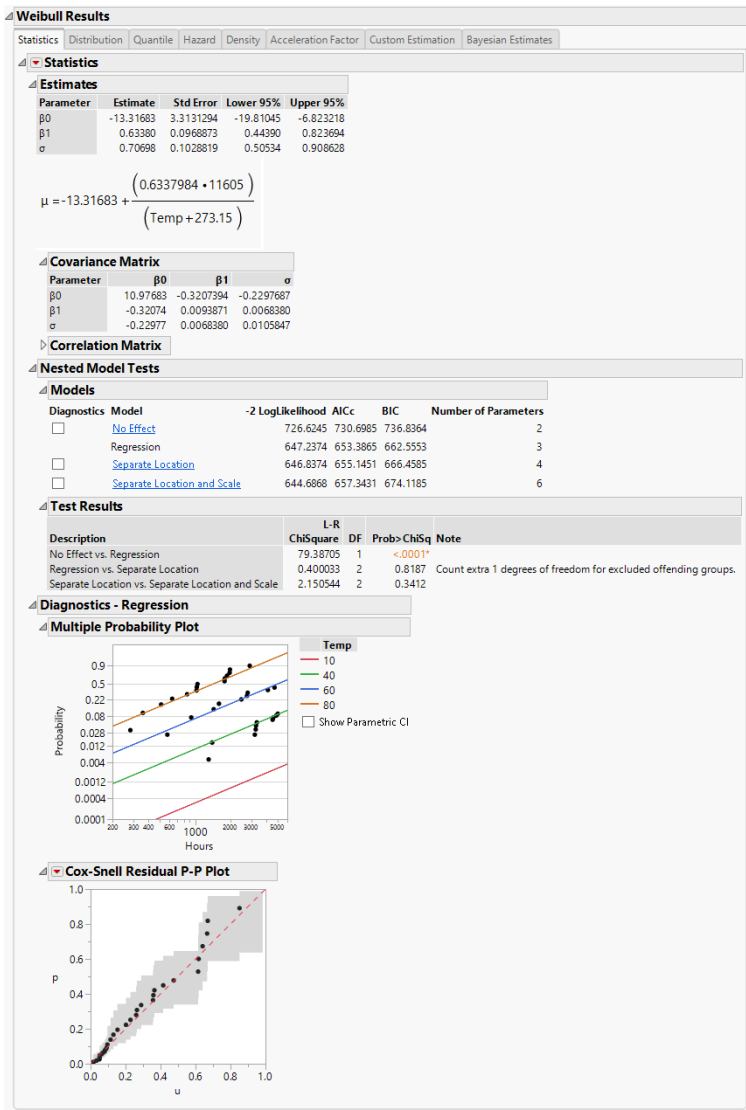 Weibull Results
Statistics Distribution Quantile Hazard Density Acceleration Factor Custom Estimation Bayesian Estimates
Statistics
Estimates
Parameter Estimate Std Error Lower 95% Upper 95%
β0 -13.31683 3.3131294 -19.81045 -6.823218
β1 0.63380 0.0968873 0.44390 0.823694
σ 0.70698 0.1028819 0.50534 0.908628
(0.6337984 • 11605)
μ = -13.31683 +
(Temp+273.15)
Covariance Matrix
Parameter β0 β1 σ
β0 10.97683 -0.3207394 -0.2297687
β1 -0.32074 0.0093871 0.0068380
σ -0.22977 0.0068380 0.0105847
Correlation Matrix
Nested Model Tests
Models
Diagnostics Model -2 LogLikelihood AICc BIC Number of Parameters
No Effect 726.6245 730.6985 736.8364 2
Regression 647.2374 653.3865 662.5553 3
Separate Location 646.8374 655.1451 666.4585 4
Separate Location and Scale 644.6868 657.3431 674.1185 6
Test Results
L-R
Description ChiSquare DF Prob>ChiSq Note
No Effect vs. Regression 79.38705 1 <.0001*
Regression vs. Separate Location 0.400033 2 0.8187 Count extra 1 degrees of freedom for excluded offending groups.
Separate Location vs. Separate Location and Scale 2.150544 2 0.3412
Diagnostics - Regression
Multiple Probability Plot
Temp
10
40
60
80
Show Parametric CI
Probability
0.9
0.5
0.22
0.08
0.028
0.012
0.004
0.0012
0.0004
0.0001
200 300 400 600 1000 2000 3000 5000
Hours
Cox-Snell Residual P-P Plot
p
1.0
0.8
0.6
0.4
0.2
0.0
0.0 0.2 0.4 0.6 0.8 1.0
u